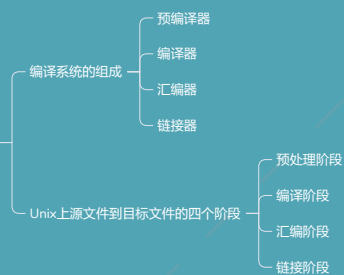 预编译器
编译器
编译系统的组成
汇编器
链接器
预处理阶段
编译阶段
Unix上源文件到目标文件的四个阶段
汇编阶段
链接阶段